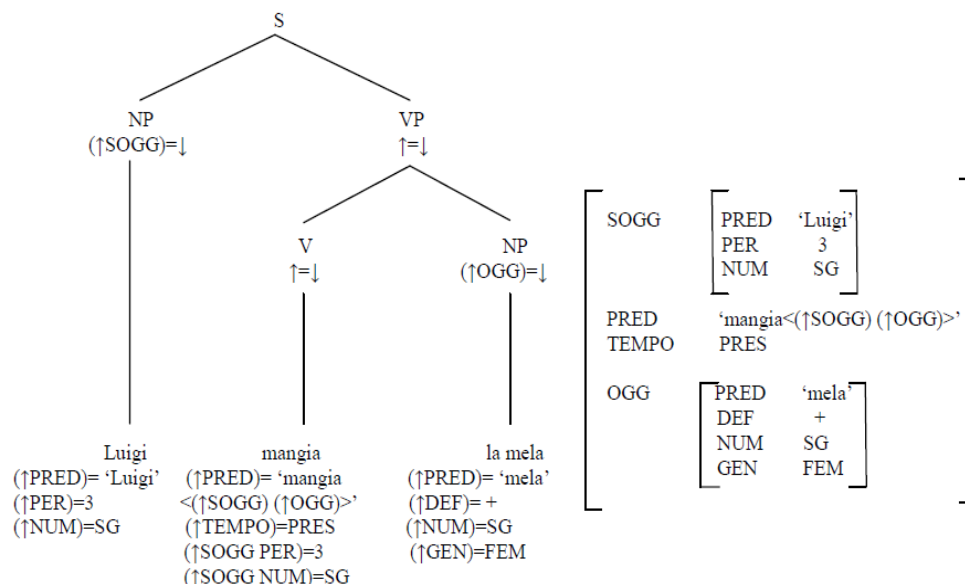 S
NP VP
(↑SOGG)=↓ ↑=↓
V NP
↑=↓ (↑OGG)=↓
Luigi mangia la mela
(↑PRED)= ‘Luigi’ (↑PRED)= ‘mangia (↑PRED)= ‘mela’
(↑PER)=3 <(↑SOGG) (↑OGG)>’ (↑DEF)= +
(↑NUM)=SG (↑TEMPO)=PRES (↑NUM)=SG
(↑SOGG PER)=3 (↑GEN)=FEM
(↑SOGG NUM)=SG
SOGG PRED ‘Luigi’
PER 3
NUM SG
PRED ‘mangia<(↑SOGG) (↑OGG)>’
TEMPO PRES
OGG PRED ‘mela’
DEF +
NUM SG
GEN FEM